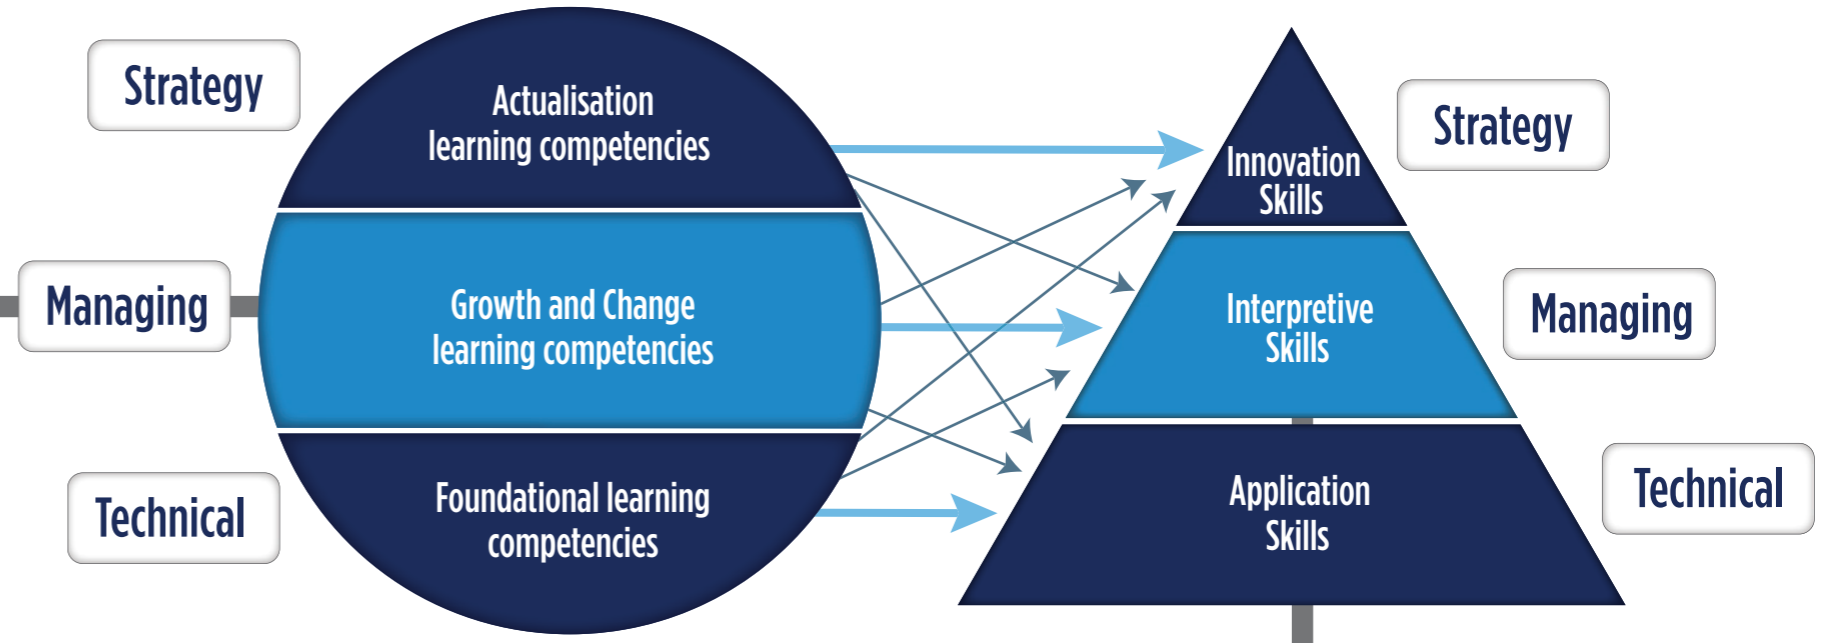 Strategy
Actualisation
learning competencies
Managing
Growth and Change
learning competencies
Technical
Foundational learning
competencies
Innovation
Skills
Strategy
Interpretive
Skills
Managing
Application
Skills
Technical